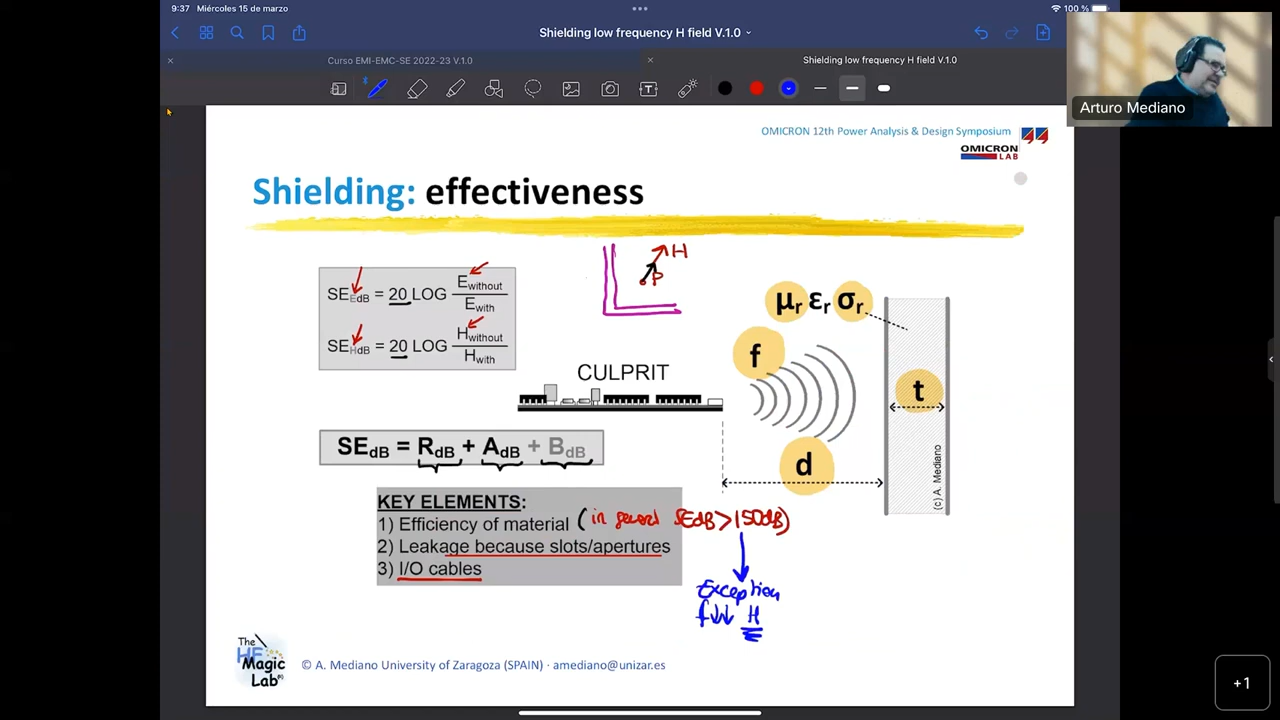 9:37 Miércoles 15 de marzo
100 %
Shielding low frequency H field V.1.0
Curso EMI-EMC-SE 2022-23 V.1.0
Shielding low frequency H field V.1.0
Arturo Mediano
OMICRON 12th Power Analysis & Design Symposium
OMICRON
LAB
Shielding: effectiveness
H
P
SE EdB = 20 LOG Ewithout / Ewith
SE HdB = 20 LOG Hwithout / Hwith
μr εr σr
f
CULPRIT
t
d
(c) A. Mediano
SEdB = RdB + AdB + BdB
KEY ELEMENTS:
1) Efficiency of material (in general SEdB > 150dB)
2) Leakage because slots/apertures
3) I/O cables
Exception
f↓↓↓ H
The
HF
Magic
Lab
© A. Mediano University of Zaragoza (SPAIN) · amediano@unizar.es
+1